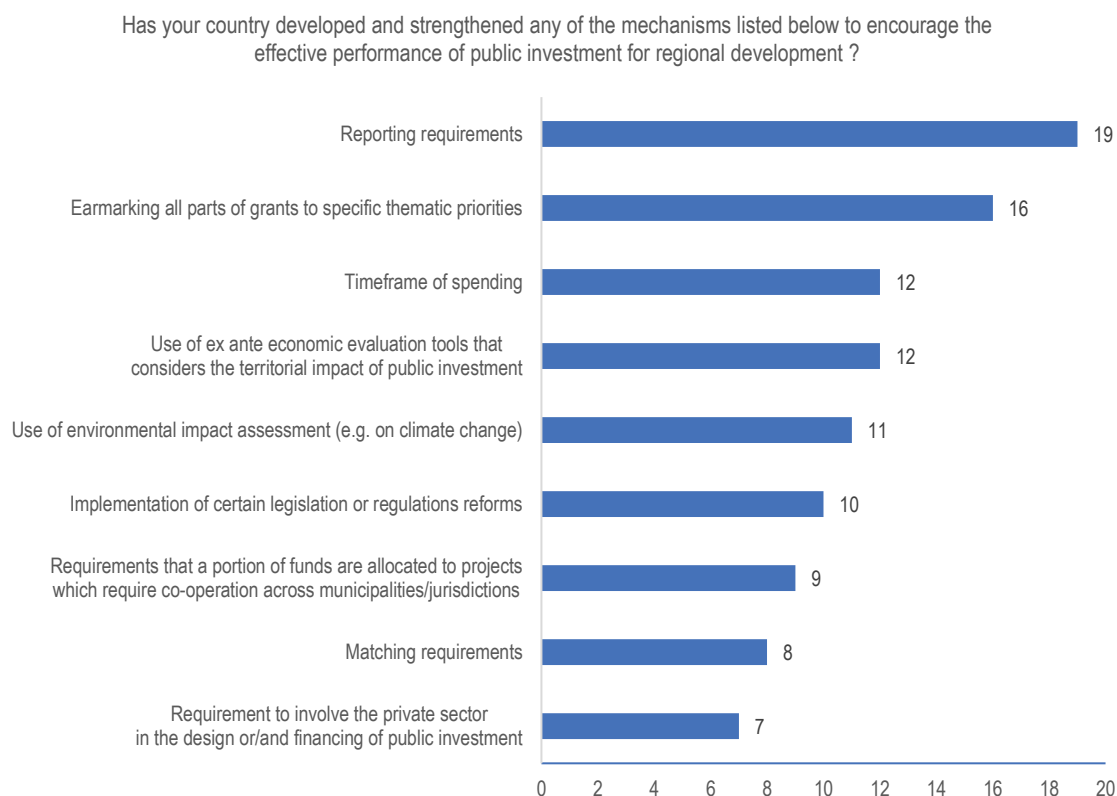 Has your country developed and strengthened any of the mechanisms listed below to encourage the
effective performance of public investment for regional development ?
Reporting requirements
19
Earmarking all parts of grants to specific thematic priorities
16
Timeframe of spending
12
Use of ex ante economic evaluation tools that
considers the territorial impact of public investment
12
Use of environmental impact assessment (e.g. on climate change)
11
Implementation of certain legislation or regulations reforms
10
Requirements that a portion of funds are allocated to projects
which require co-operation across municipalities/jurisdictions
9
Matching requirements
8
Requirement to involve the private sector
in the design or/and financing of public investment
7
0 2 4 6 8 10 12 14 16 18 20